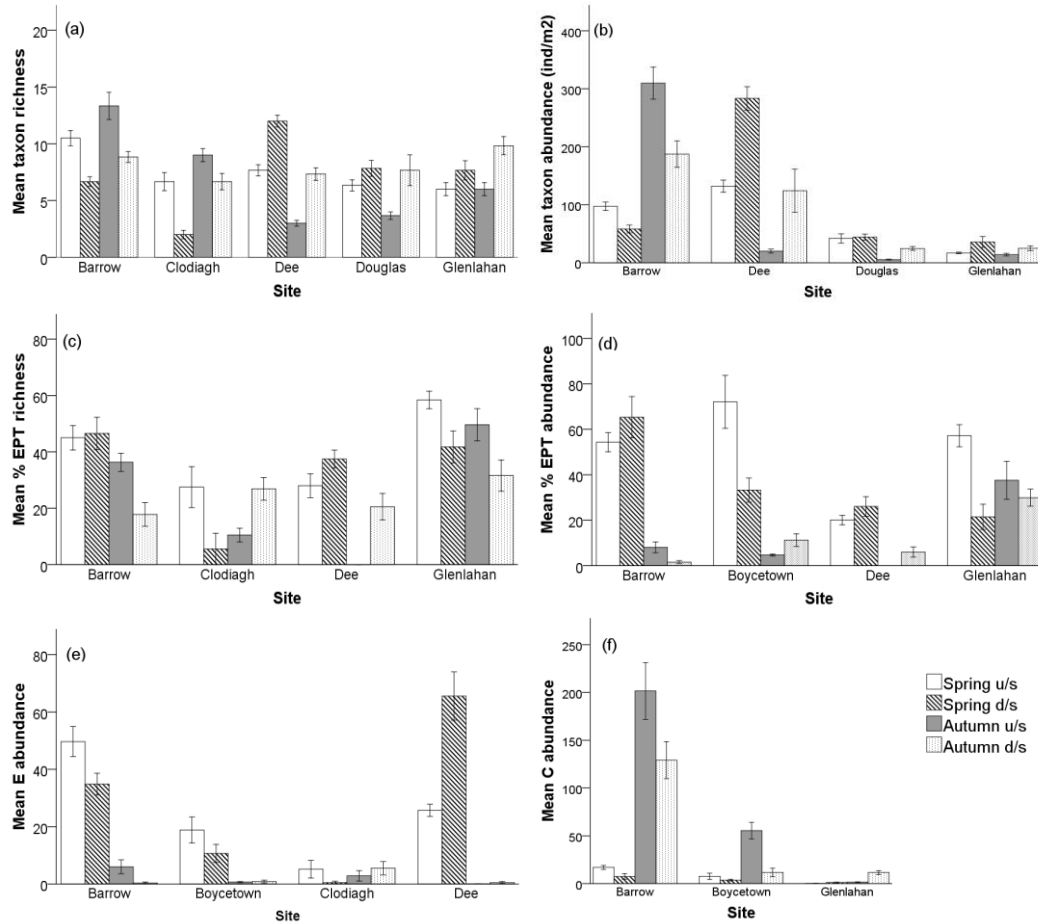 (a)
Mean taxon richness
20
15
10
5
0
Barrow Clodiagh Dee Douglas Glenlahan
Site
(b)
Mean taxon abundance (ind/m2)
400
300
200
100
0
Barrow Dee Douglas Glenlahan
Site
(c)
Mean % EPT richness
80
60
40
20
0
Barrow Clodiagh Dee Glenlahan
Site
(d)
Mean % EPT abundance
100
80
60
40
20
0
Barrow Boycetown Dee Glenlahan
Site
(e)
Mean E abundance
80
60
40
20
0
Barrow Boycetown Clodiagh Dee
Site
(f)
Mean C abundance
250
200
150
100
50
0
Barrow Boycetown Glenlahan
Site
Spring u/s
Spring d/s
Autumn u/s
Autumn d/s